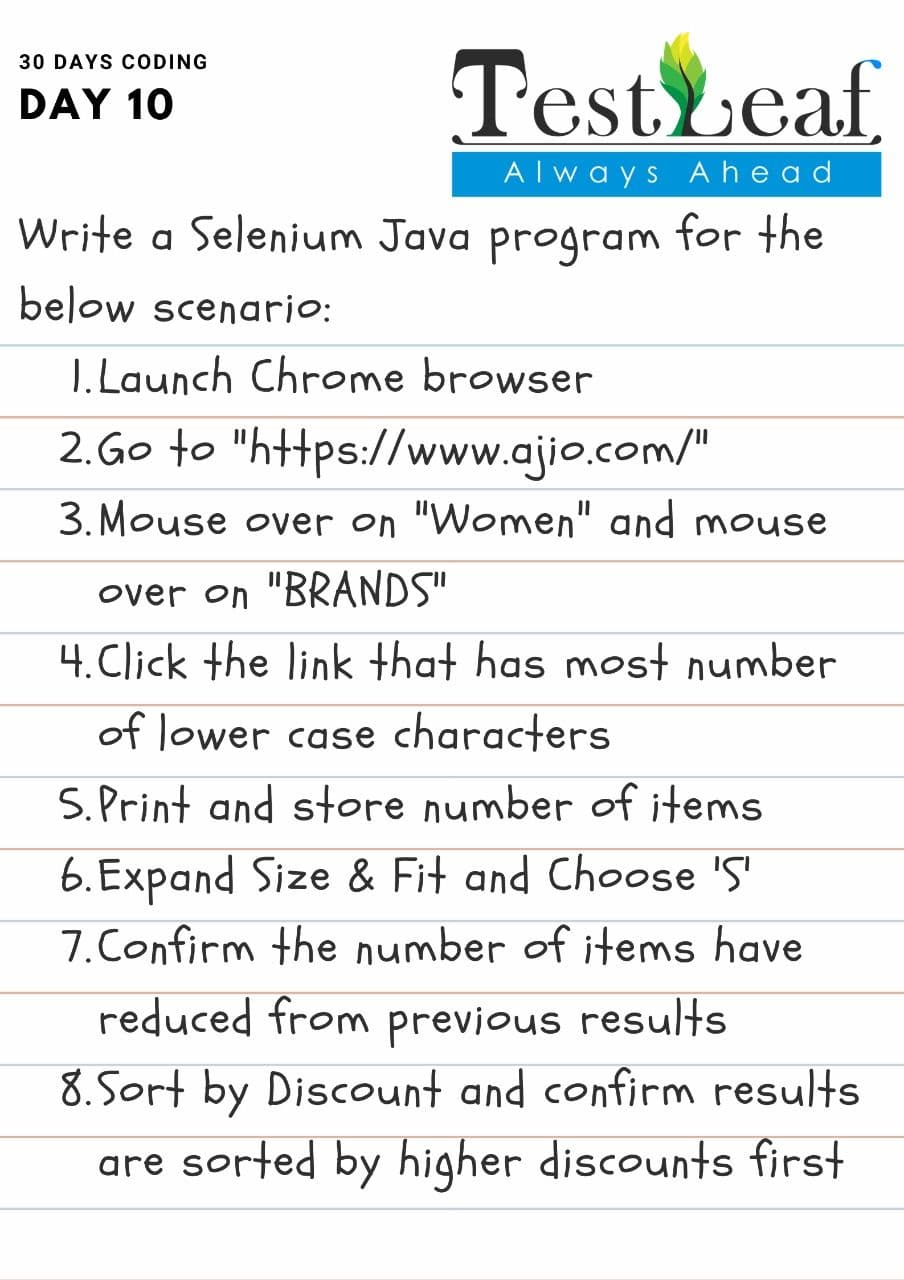 30 DAYS CODING
DAY 10
TestLeaf
Always Ahead
Write a Selenium Java program for the
below scenario:
1.Launch Chrome browser
2.Go to "https://www.ajio.com/"
3.Mouse over on "Women" and mouse
over on "BRANDS"
4.Click the link that has most number
of lower case characters
5.Print and store number of items
6.Expand Size & Fit and Choose 'S'
7.Confirm the number of items have
reduced from previous results
8.Sort by Discount and confirm results
are sorted by higher discounts first